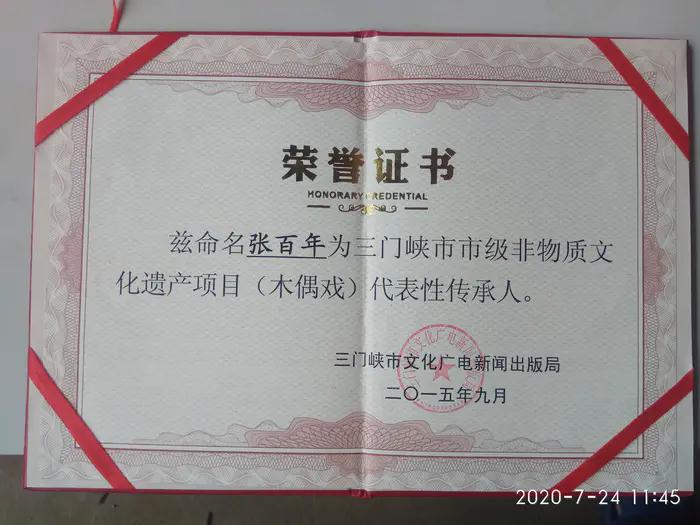 荣誉证书
HONORARY CREDENTIAL
兹命名张百年为三门峡市市级非物质文
化遗产项目（木偶戏）代表性传承人。
三门峡市文化广电新闻出版局
二〇一五年九月
2020-7-24 11:45